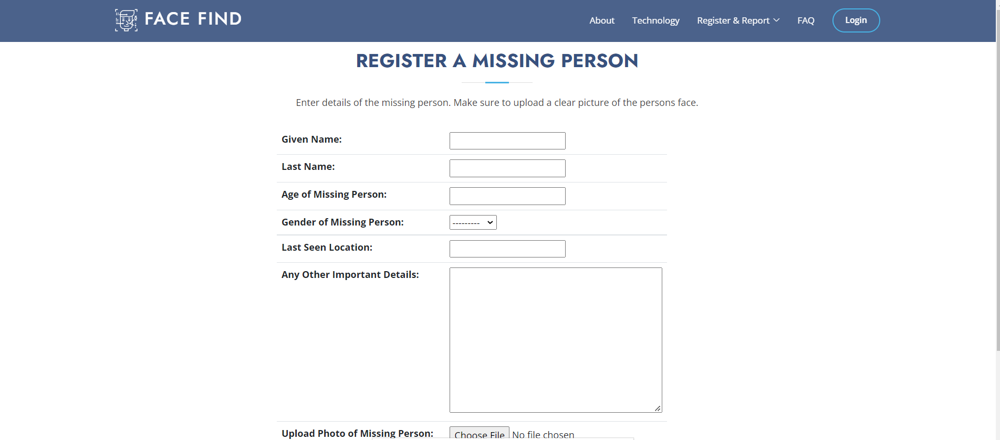 FACE FIND
About Technology Register & Report FAQ Login
REGISTER A MISSING PERSON
Enter details of the missing person. Make sure to upload a clear picture of the persons face.
Given Name:
Last Name:
Age of Missing Person:
Gender of Missing Person: ---------
Last Seen Location:
Any Other Important Details:
Upload Photo of Missing Person: Choose File No file chosen